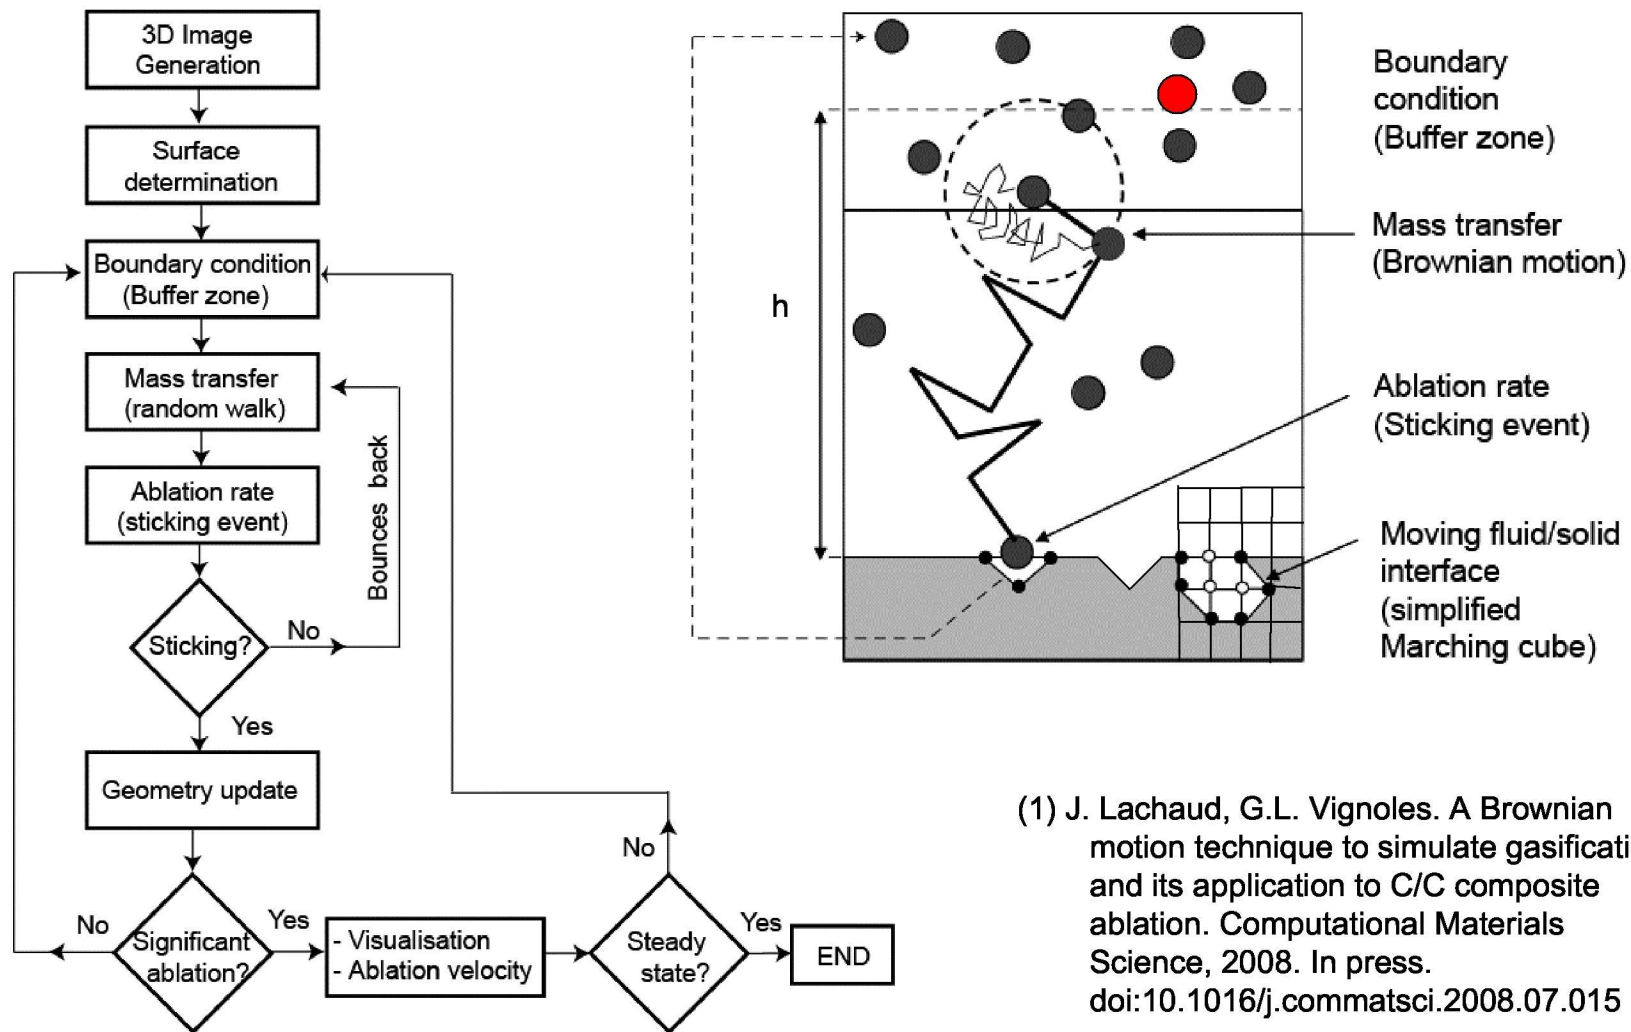 3D Image
Generation
Surface
determination
Boundary condition
(Buffer zone)
Mass transfer
(random walk)
Ablation rate
(sticking event)
Bounces back
Sticking?
No
Yes
Geometry update
No
Significant
ablation?
Yes
- Visualisation
- Ablation velocity
No
Steady
state?
Yes
END
h
Boundary
condition
(Buffer zone)
Mass transfer
(Brownian motion)
Ablation rate
(Sticking event)
Moving fluid/solid
interface
(simplified
Marching cube)
(1) J. Lachaud, G.L. Vignoles. A Brownian
motion technique to simulate gasificati
and its application to C/C composite
ablation. Computational Materials
Science, 2008. In press.
doi:10.1016/j.commatsci.2008.07.015